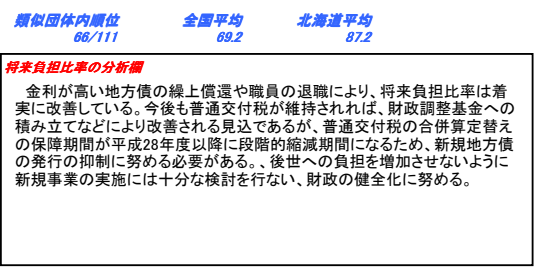 類似団体内順位 全国平均 北海道平均
66/111 69.2 87.2
将来負担比率の分析欄
金利が高い地方債の繰上償還や職員の退職により、将来負担比率は着
実に改善している。今後も普通交付税が維持されれば、財政調整基金への
積み立てなどにより改善される見込であるが、普通交付税の合併算定替え
の保障期間が平成28年度以降に段階的縮減期間になるため、新規地方債
の発行の抑制に努める必要がある。、後世への負担を増加させないように
新規事業の実施には十分な検討を行ない、財政の健全化に努める。